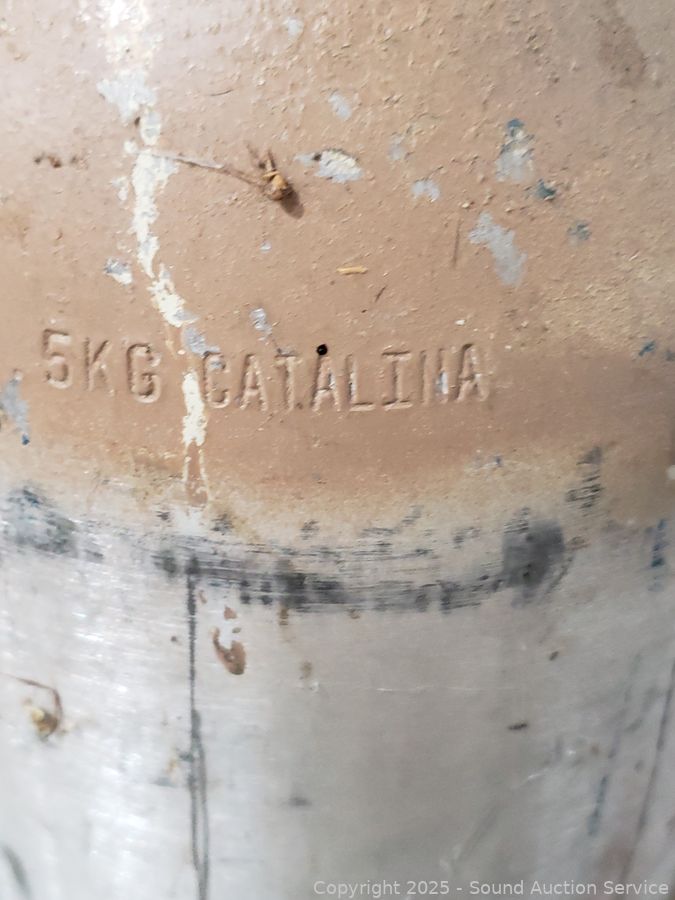 .5KG CATALINA
Copyright 2025 - Sound Auction Service